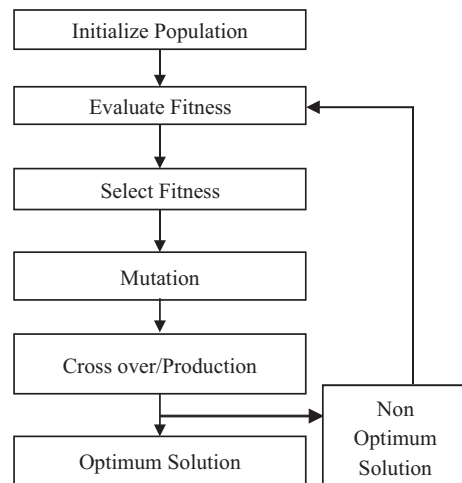 Initialize Population
Evaluate Fitness
Select Fitness
Mutation
Cross over/Production
Optimum Solution
Non
Optimum
Solution